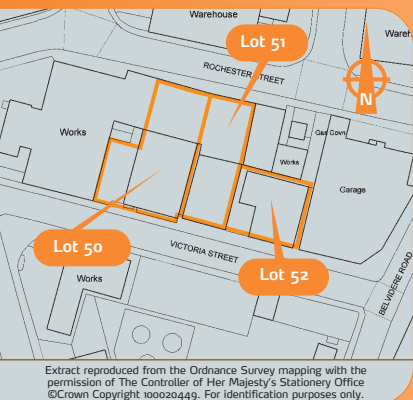 Warehouse
Lot 51
ROCHESTER STREET
N
Works
Gas Govn
Works
Garage
Lot 50
VICTORIA STREET
Lot 52
Works
BELVIDERE ROAD
Extract reproduced from the Ordnance Survey mapping with the
permission of The Controller of Her Majesty's Stationery Office
©Crown Copyright 100020449. For identification purposes only.